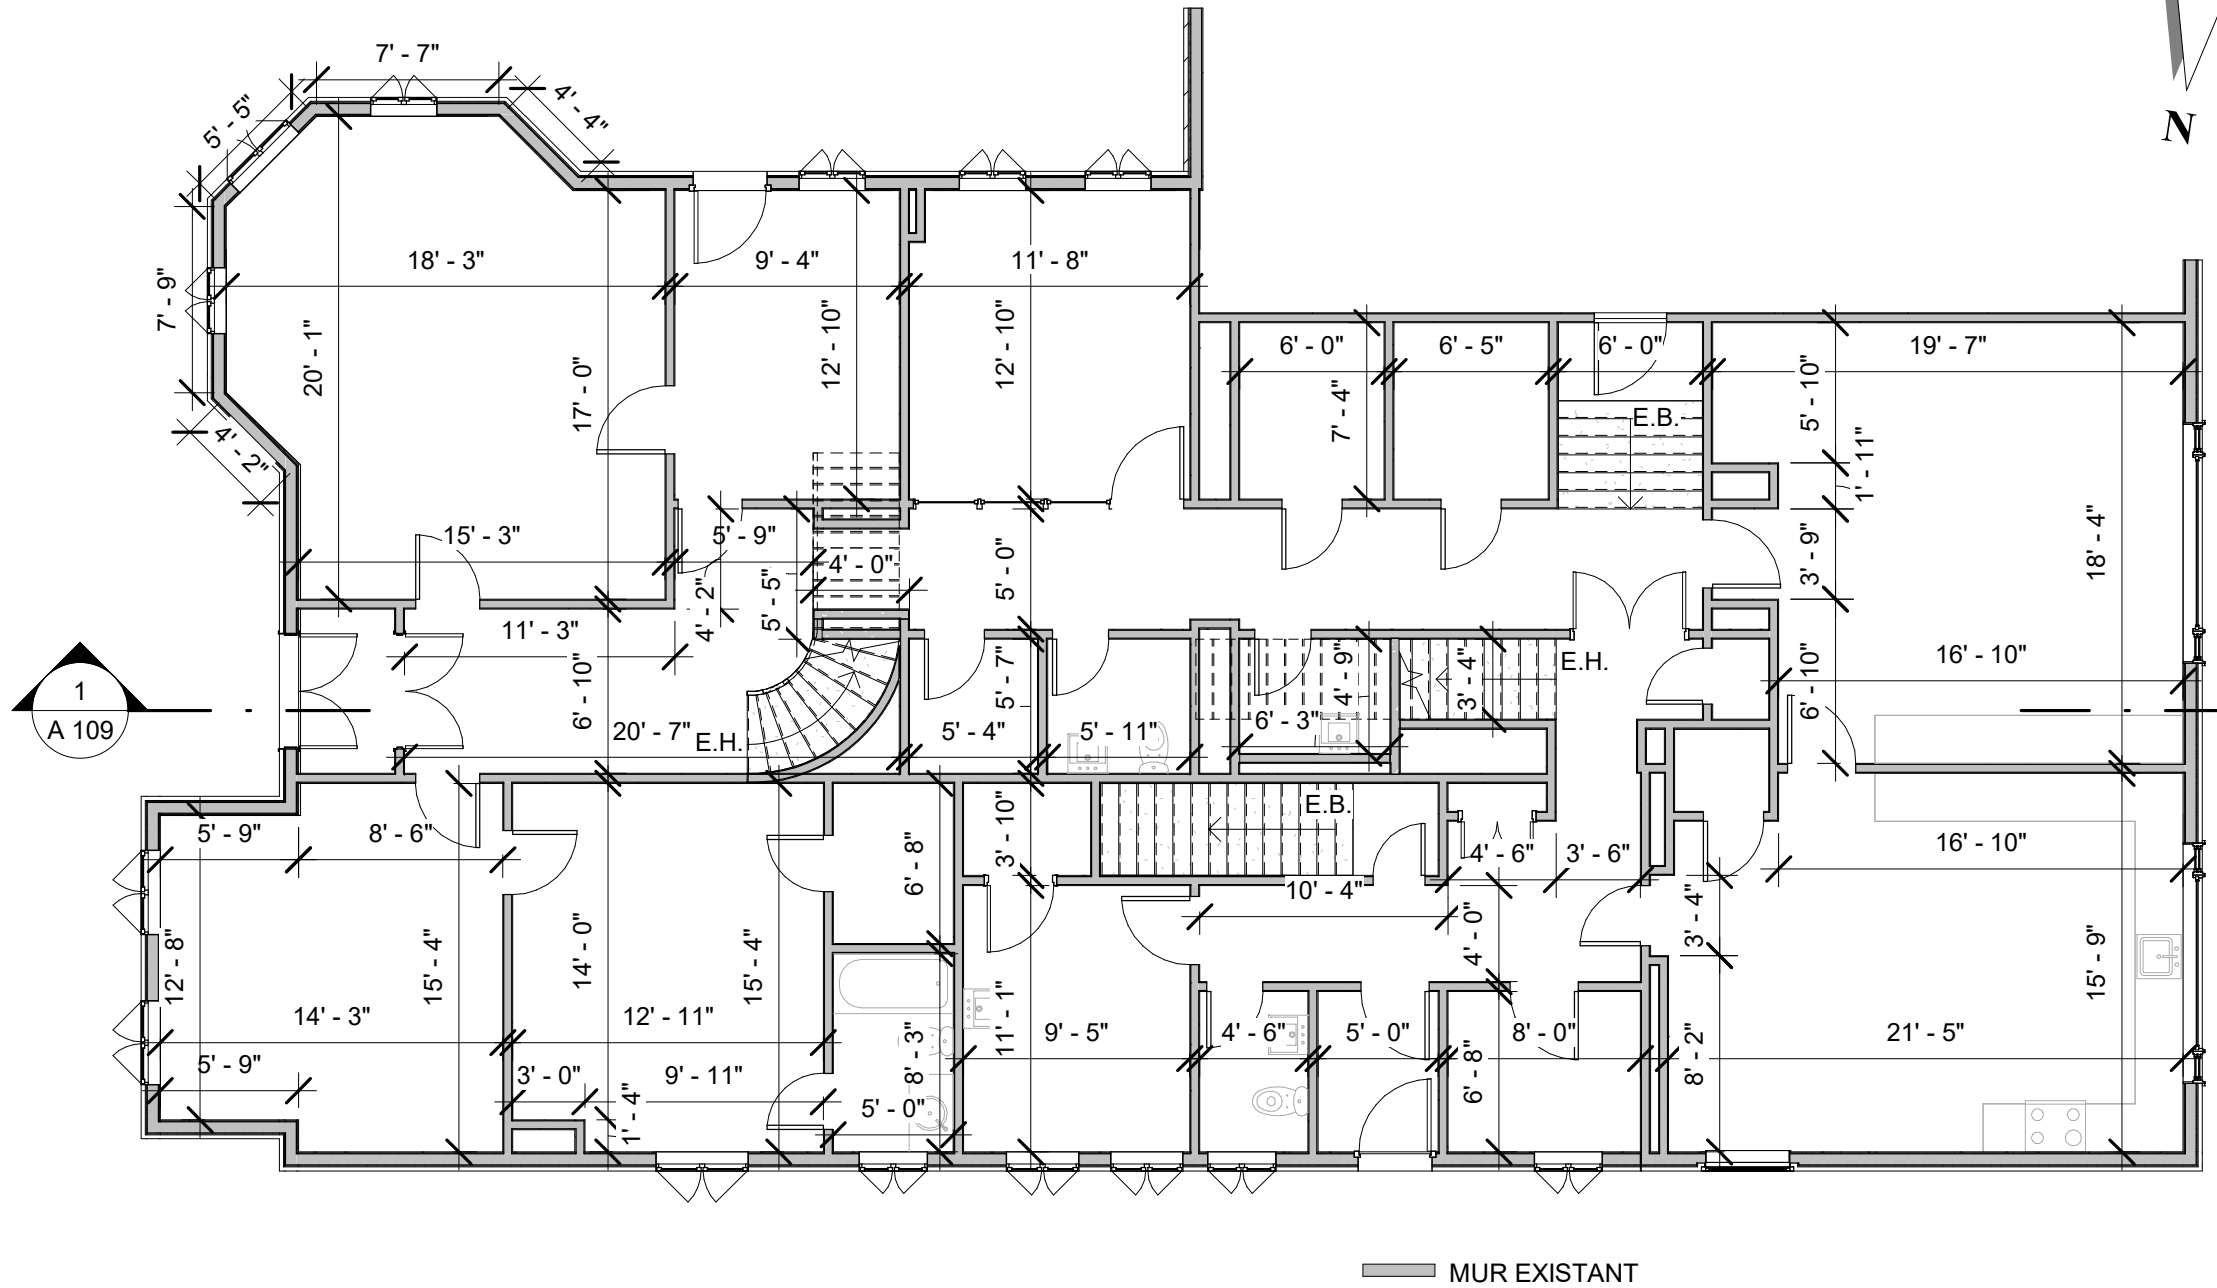 7' - 7"
4' - 4"
5' - 5"
N
18' - 3"
9' - 4"
11' - 8"
7' - 9"
20' - 1"
17' - 0"
12' - 10"
12' - 10"
6' - 0"
6' - 5"
6' - 0"
19' - 7"
5' - 10"
7' - 4"
E.B.
4' - 2"
1' - 11"
15' - 3"
5' - 9"
4' - 0"
5' - 0"
3' - 9"
18' - 4"
4' - 2"
5' - 5"
11' - 3"
6' - 10"
5' - 7"
4' - 9"
3' - 4"
E.H.
6' - 10"
16' - 10"
1
A 109
20' - 7"
E.H.
5' - 4"
5' - 11"
6' - 3"
5' - 9"
8' - 6"
6' - 8"
3' - 10"
E.B.
4' - 6"
3' - 6"
16' - 10"
10' - 4"
3' - 4"
12' - 8"
15' - 4"
14' - 0"
15' - 4"
4' - 0"
15' - 9"
14' - 3"
12' - 11"
8' - 3"
11' - 1"
9' - 5"
4' - 6"
5' - 0"
8' - 0"
21' - 5"
5' - 9"
3' - 0"
9' - 11"
6' - 8"
8' - 2"
1' - 4"
5' - 0"
MUR EXISTANT